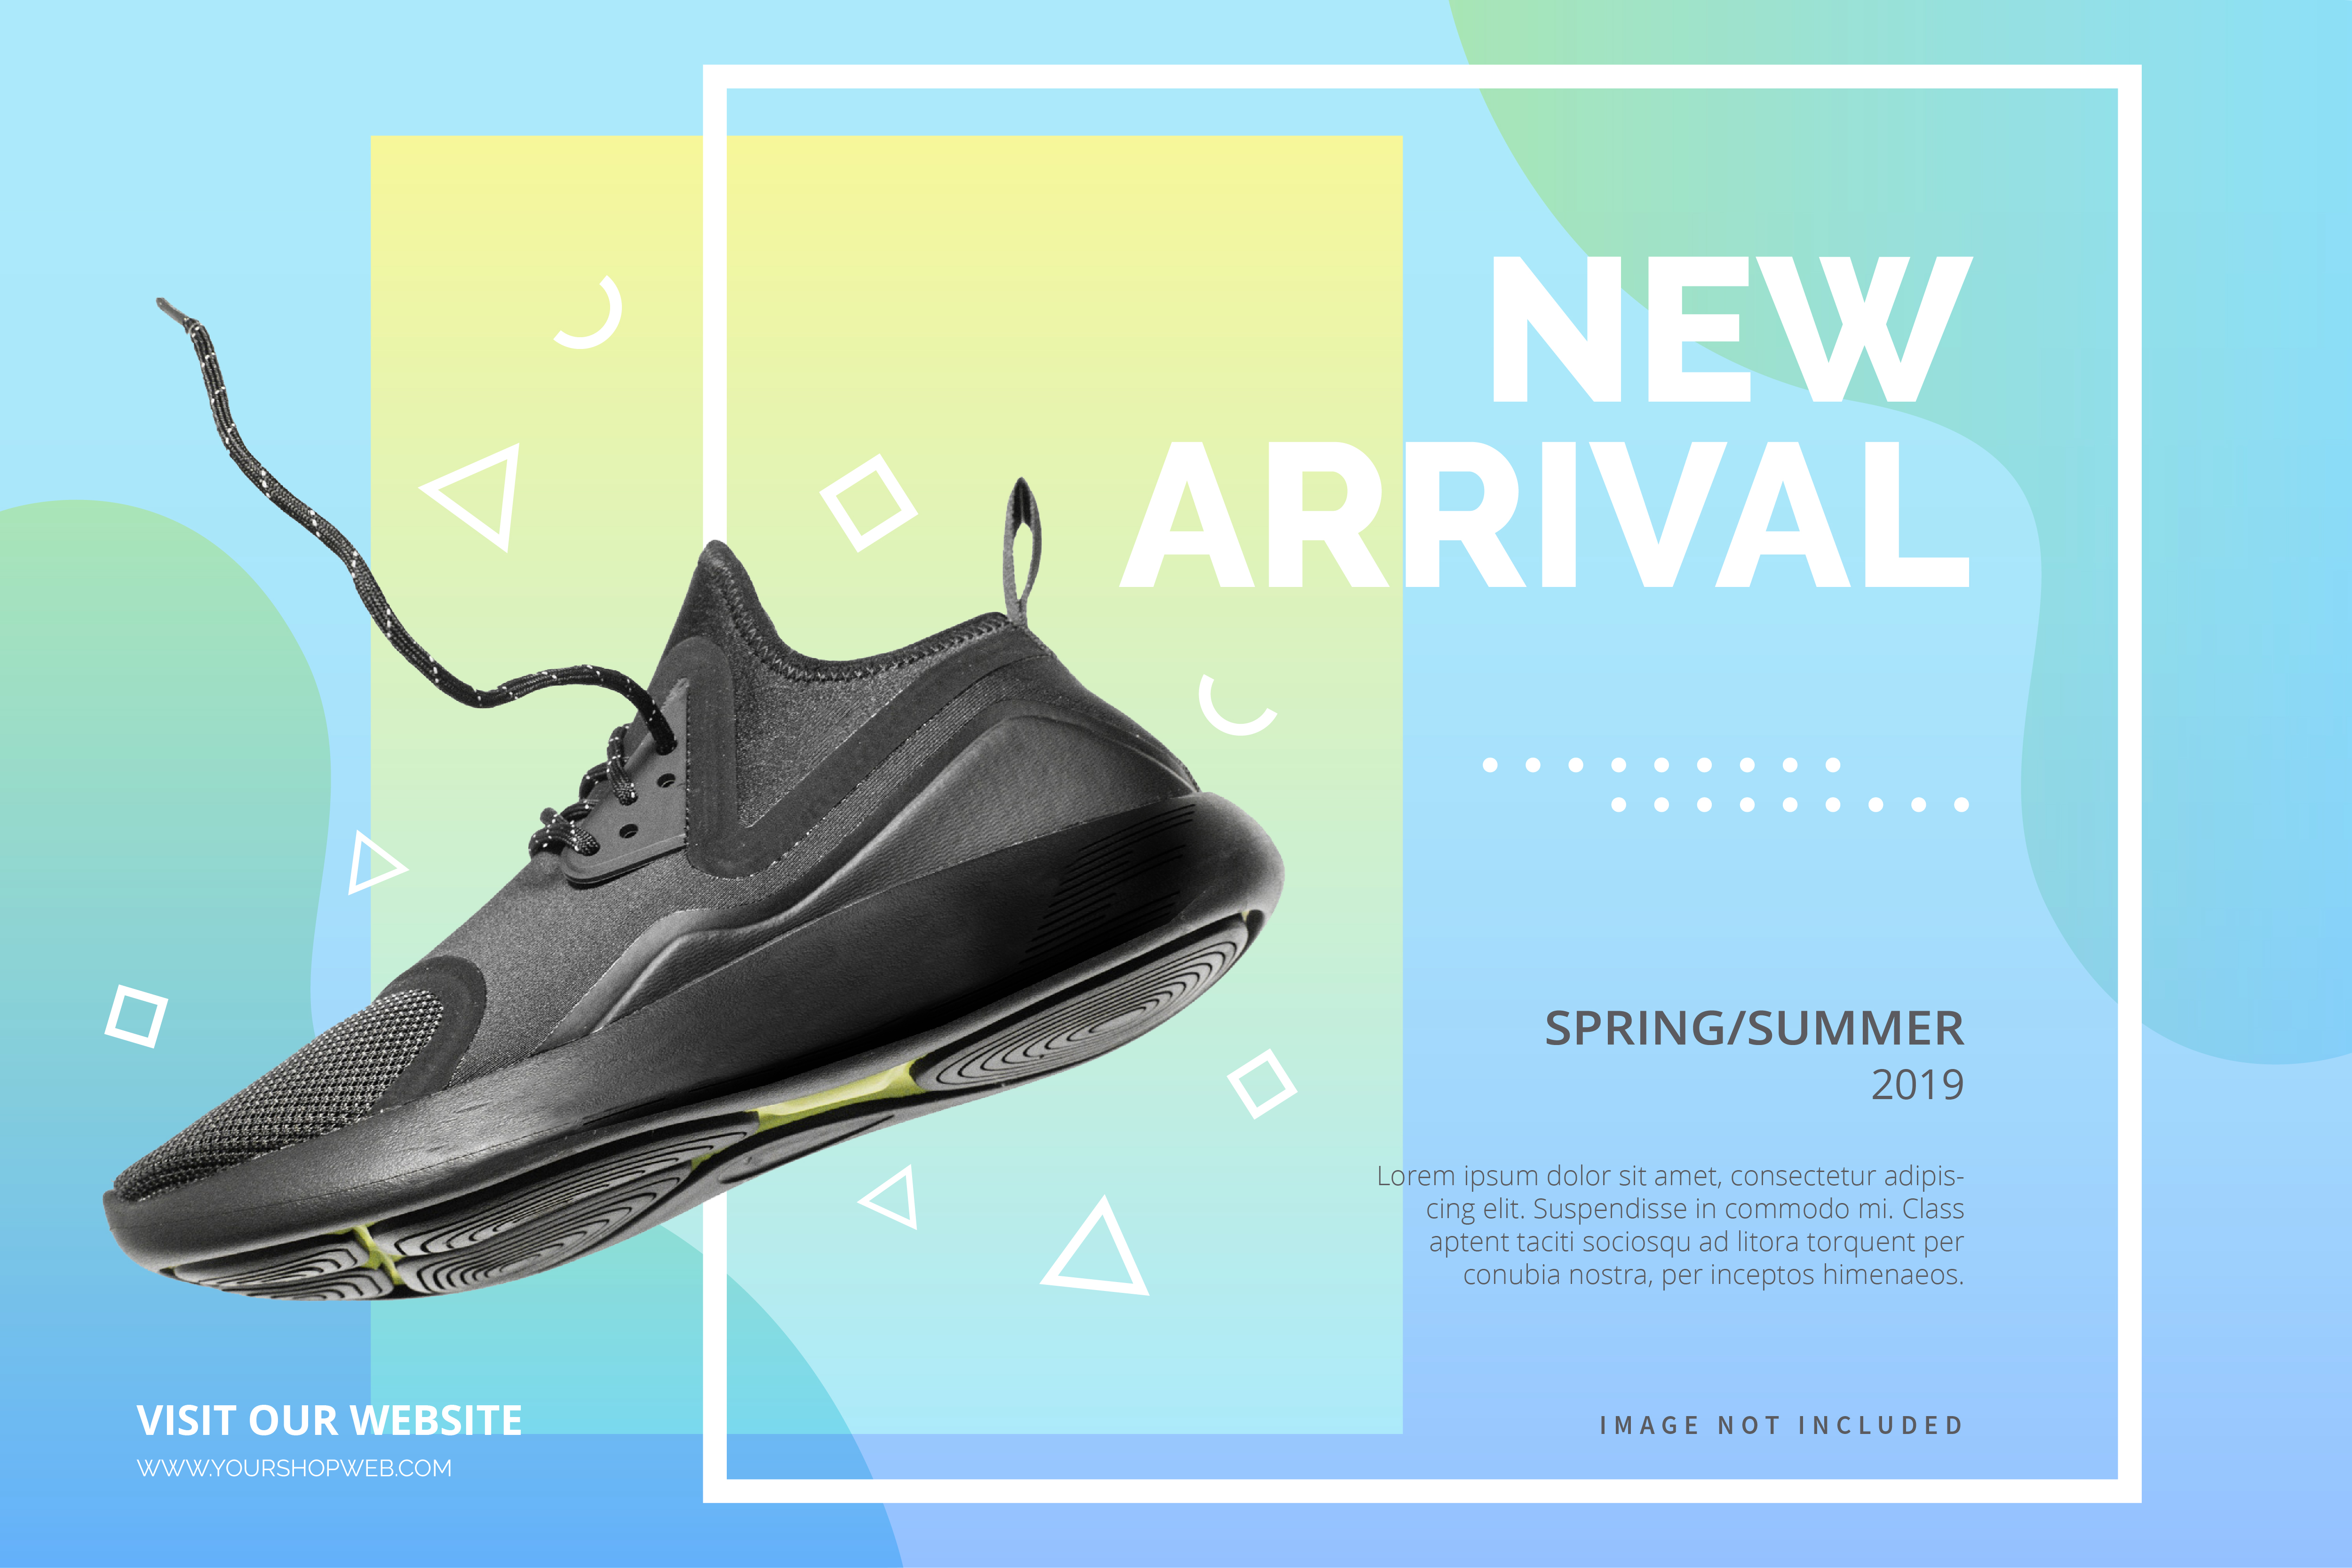 NEW
ARRIVAL
SPRING/SUMMER
2019
Lorem ipsum dolor sit amet, consectetur adipis-
cing elit. Suspendisse in commodo mi. Class
aptent taciti sociosqu ad litora torquent per
conubia nostra, per inceptos himenaeos.
IMAGE NOT INCLUDED
VISIT OUR WEBSITE
WWW.YOURSHOPWEB.COM